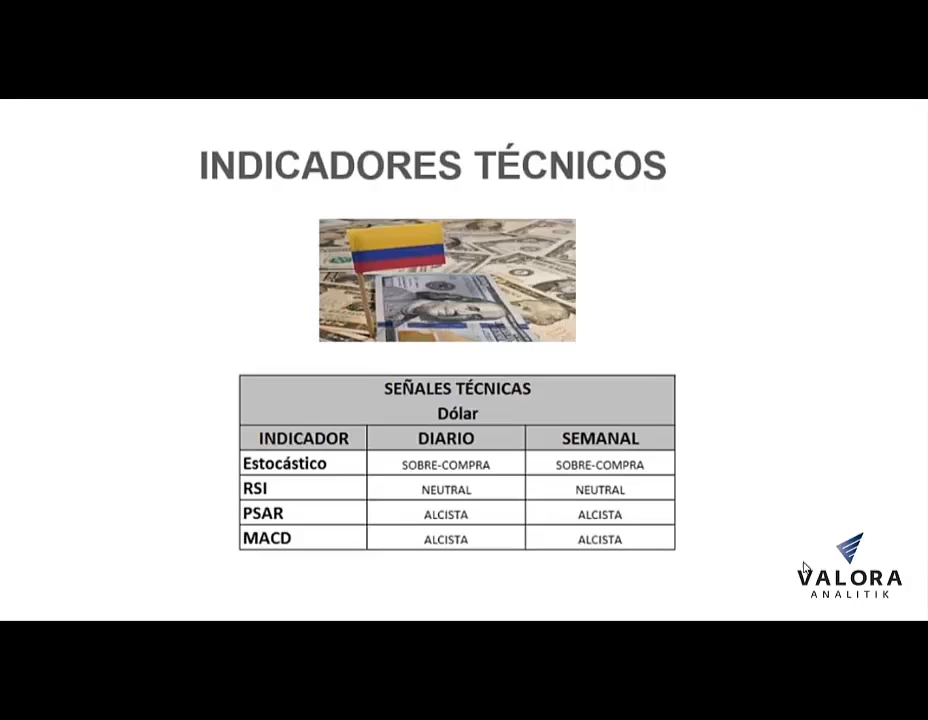 INDICADORES TÉCNICOS
SEÑALES TÉCNICAS
Dólar
INDICADOR DIARIO SEMANAL
Estocástico SOBRE-COMPRA SOBRE-COMPRA
RSI NEUTRAL NEUTRAL
PSAR ALCISTA ALCISTA
MACD ALCISTA ALCISTA
VALORA
ANALITIK